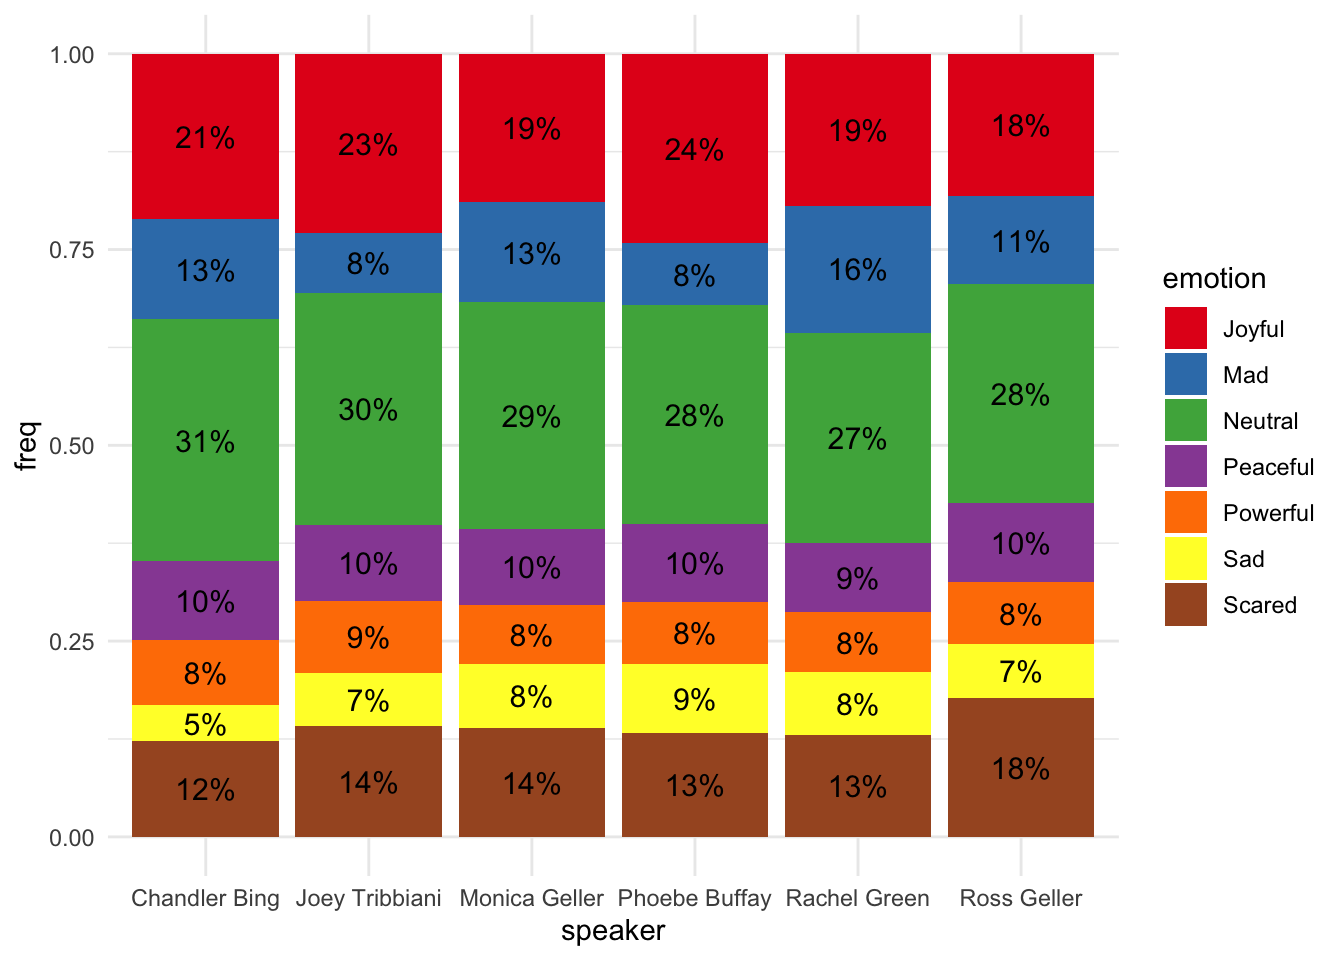 1.00
0.75
0.50
0.25
0.00
freq
21% 23% 19% 24% 19% 18%
13% 8% 13% 8% 16% 11%
31% 30% 29% 28% 27% 28%
10% 10% 10% 10% 9% 10%
8% 9% 8% 8% 8% 8%
5% 7% 8% 9% 8% 7%
12% 14% 14% 13% 13% 18%
Chandler Bing Joey Tribbiani Monica Geller Phoebe Buffay Rachel Green Ross Geller
speaker
emotion
Joyful
Mad
Neutral
Peaceful
Powerful
Sad
Scared